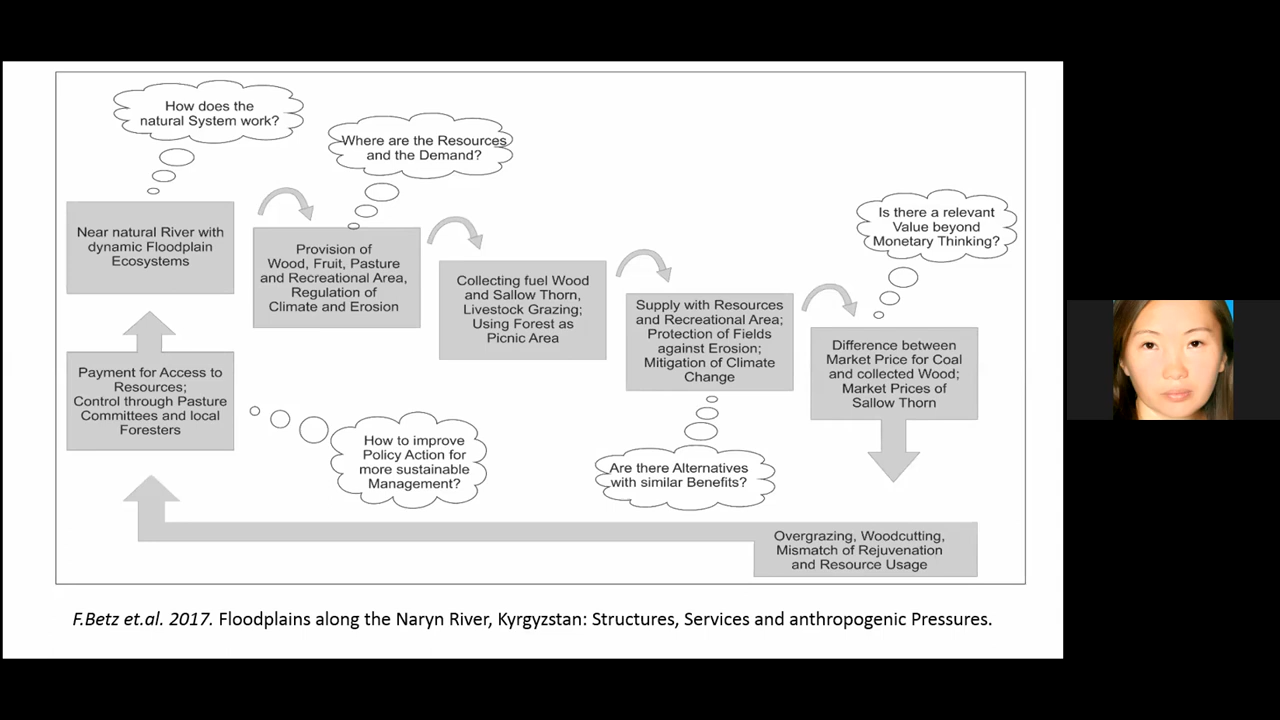 How does the
natural System work?
Where are the Resources
and the Demand?
Near natural River with
dynamic Floodplain
Ecosystems
Provision of
Wood, Fruit, Pasture
and Recreational Area,
Regulation of
Climate and Erosion
Collecting fuel Wood
and Sallow Thorn,
Livestock Grazing;
Using Forest as
Picnic Area
Supply with Resources
and Recreational Area;
Protection of Fields
against Erosion;
Mitigation of Climate
Change
Is there a relevant
Value beyond
Monetary Thinking?
Difference between
Market Price for Coal
and collected Wood;
Market Prices of
Sallow Thorn
Payment for Access to
Resources;
Control through Pasture
Committees and local
Foresters
How to improve
Policy Action for
more sustainable
Management?
Are there Alternatives
with similar Benefits?
Overgrazing, Woodcutting,
Mismatch of Rejuvenation
and Resource Usage
F.Betz et.al. 2017. Floodplains along the Naryn River, Kyrgyzstan: Structures, Services and anthropogenic Pressures.